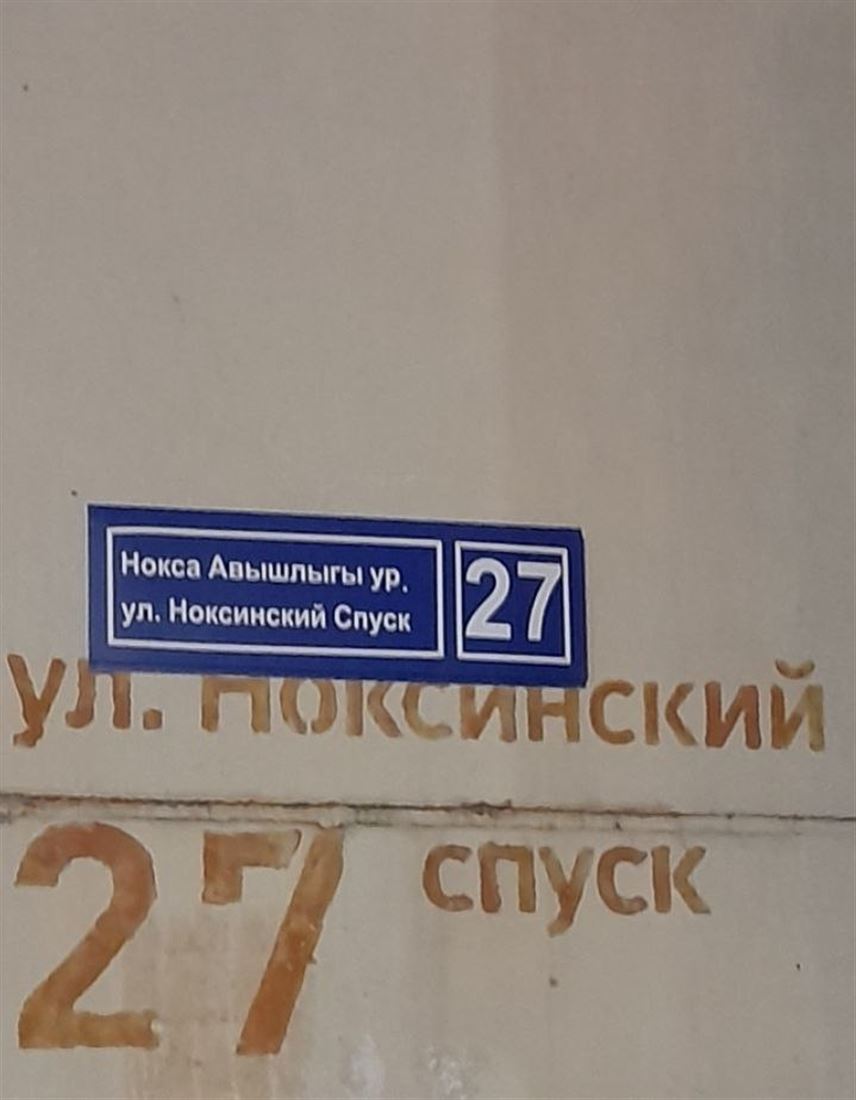 Нокса Авышлыгы ур.
ул. Ноксинский Спуск
27
ул. Ноксинский
27 спуск